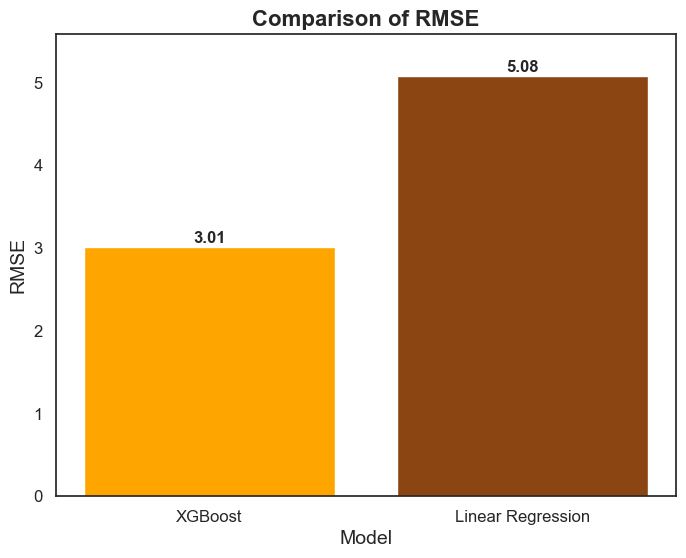 Comparison of RMSE
5.08
5
4
3.01
3
RMSE
2
1
0
XGBoost
Linear Regression
Model